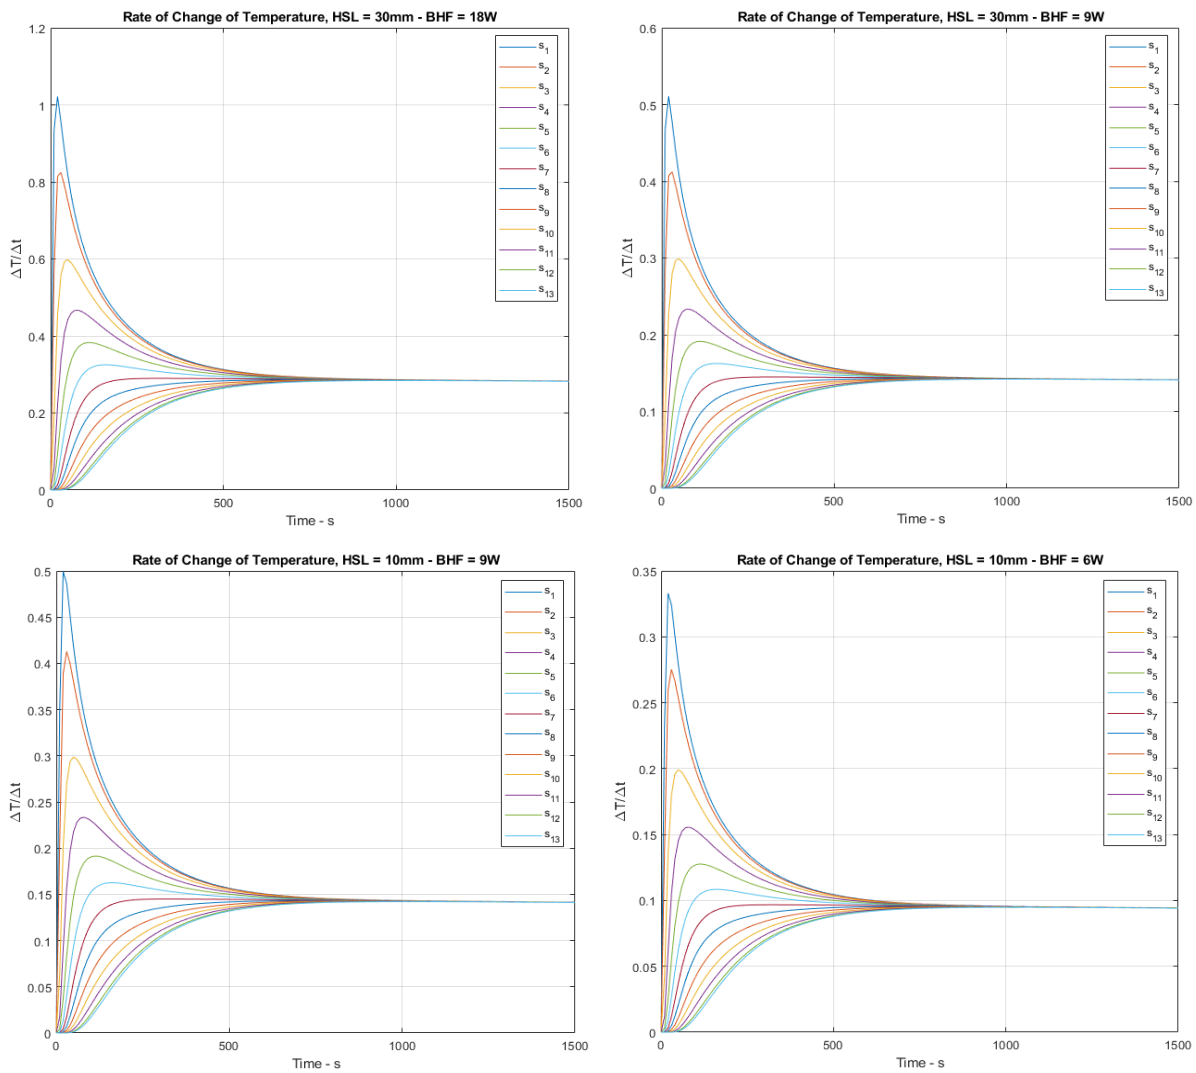 Rate of Change of Temperature, HSL = 30mm - BHF = 18W
1.2
1
0.8
0.6
0.4
0.2
0
ΔT/Δt
0
500
1000
1500
Time - s
s1
s2
s3
s4
s5
s6
s7
s8
s9
s10
s11
s12
s13
Rate of Change of Temperature, HSL = 30mm - BHF = 9W
0.6
0.5
0.4
0.3
0.2
0.1
0
ΔT/Δt
0
500
1000
1500
Time - s
s1
s2
s3
s4
s5
s6
s7
s8
s9
s10
s11
s12
s13
Rate of Change of Temperature, HSL = 10mm - BHF = 9W
0.5
0.45
0.4
0.35
0.3
0.25
0.2
0.15
0.1
0.05
0
ΔT/Δt
0
500
1000
1500
Time - s
s1
s2
s3
s4
s5
s6
s7
s8
s9
s10
s11
s12
s13
Rate of Change of Temperature, HSL = 10mm - BHF = 6W
0.35
0.3
0.25
0.2
0.15
0.1
0.05
0
ΔT/Δt
0
500
1000
1500
Time - s
s1
s2
s3
s4
s5
s6
s7
s8
s9
s10
s11
s12
s13